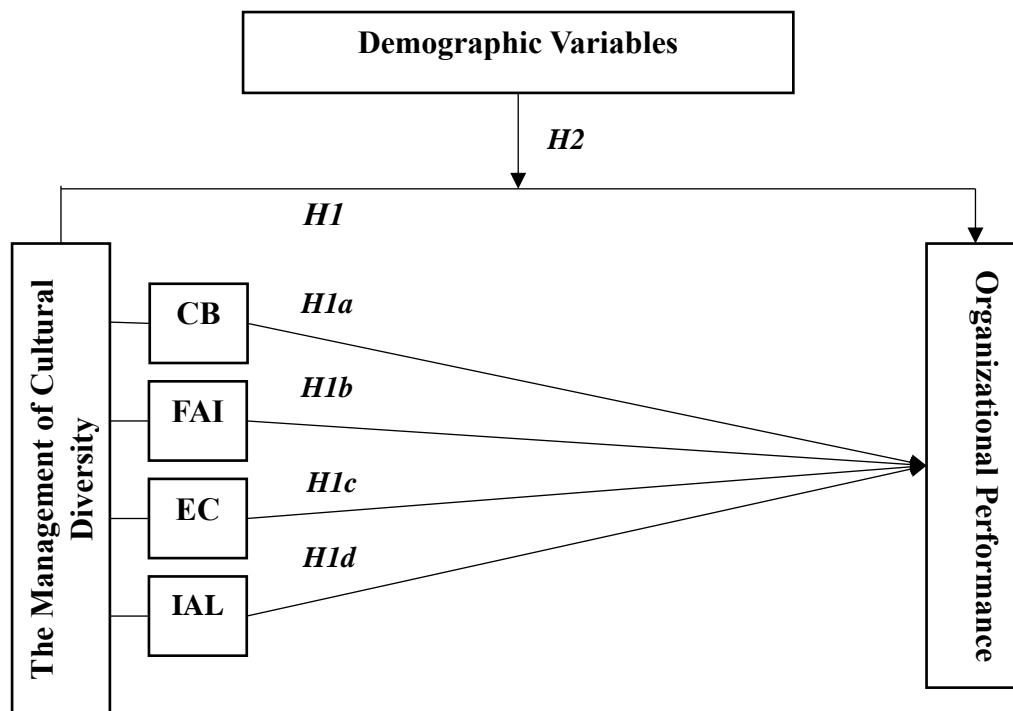 Demographic Variables
H2
H1
The Management of Cultural
Diversity
CB
H1a
FAI
H1b
EC
H1c
IAL
H1d
Organizational Performance